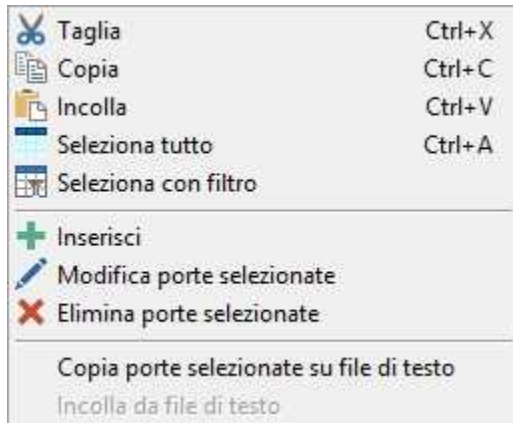 Taglia Ctrl+X
Copia Ctrl+C
Incolla Ctrl+V
Seleziona tutto Ctrl+A
Seleziona con filtro
Inserisci
Modifica porte selezionate
Elimina porte selezionate
Copia porte selezionate su file di testo
Incolla da file di testo